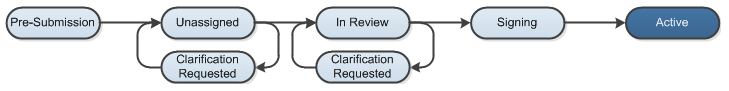 Pre-Submission
Unassigned
In Review
Signing
Active
Clarification
Requested
Clarification
Requested